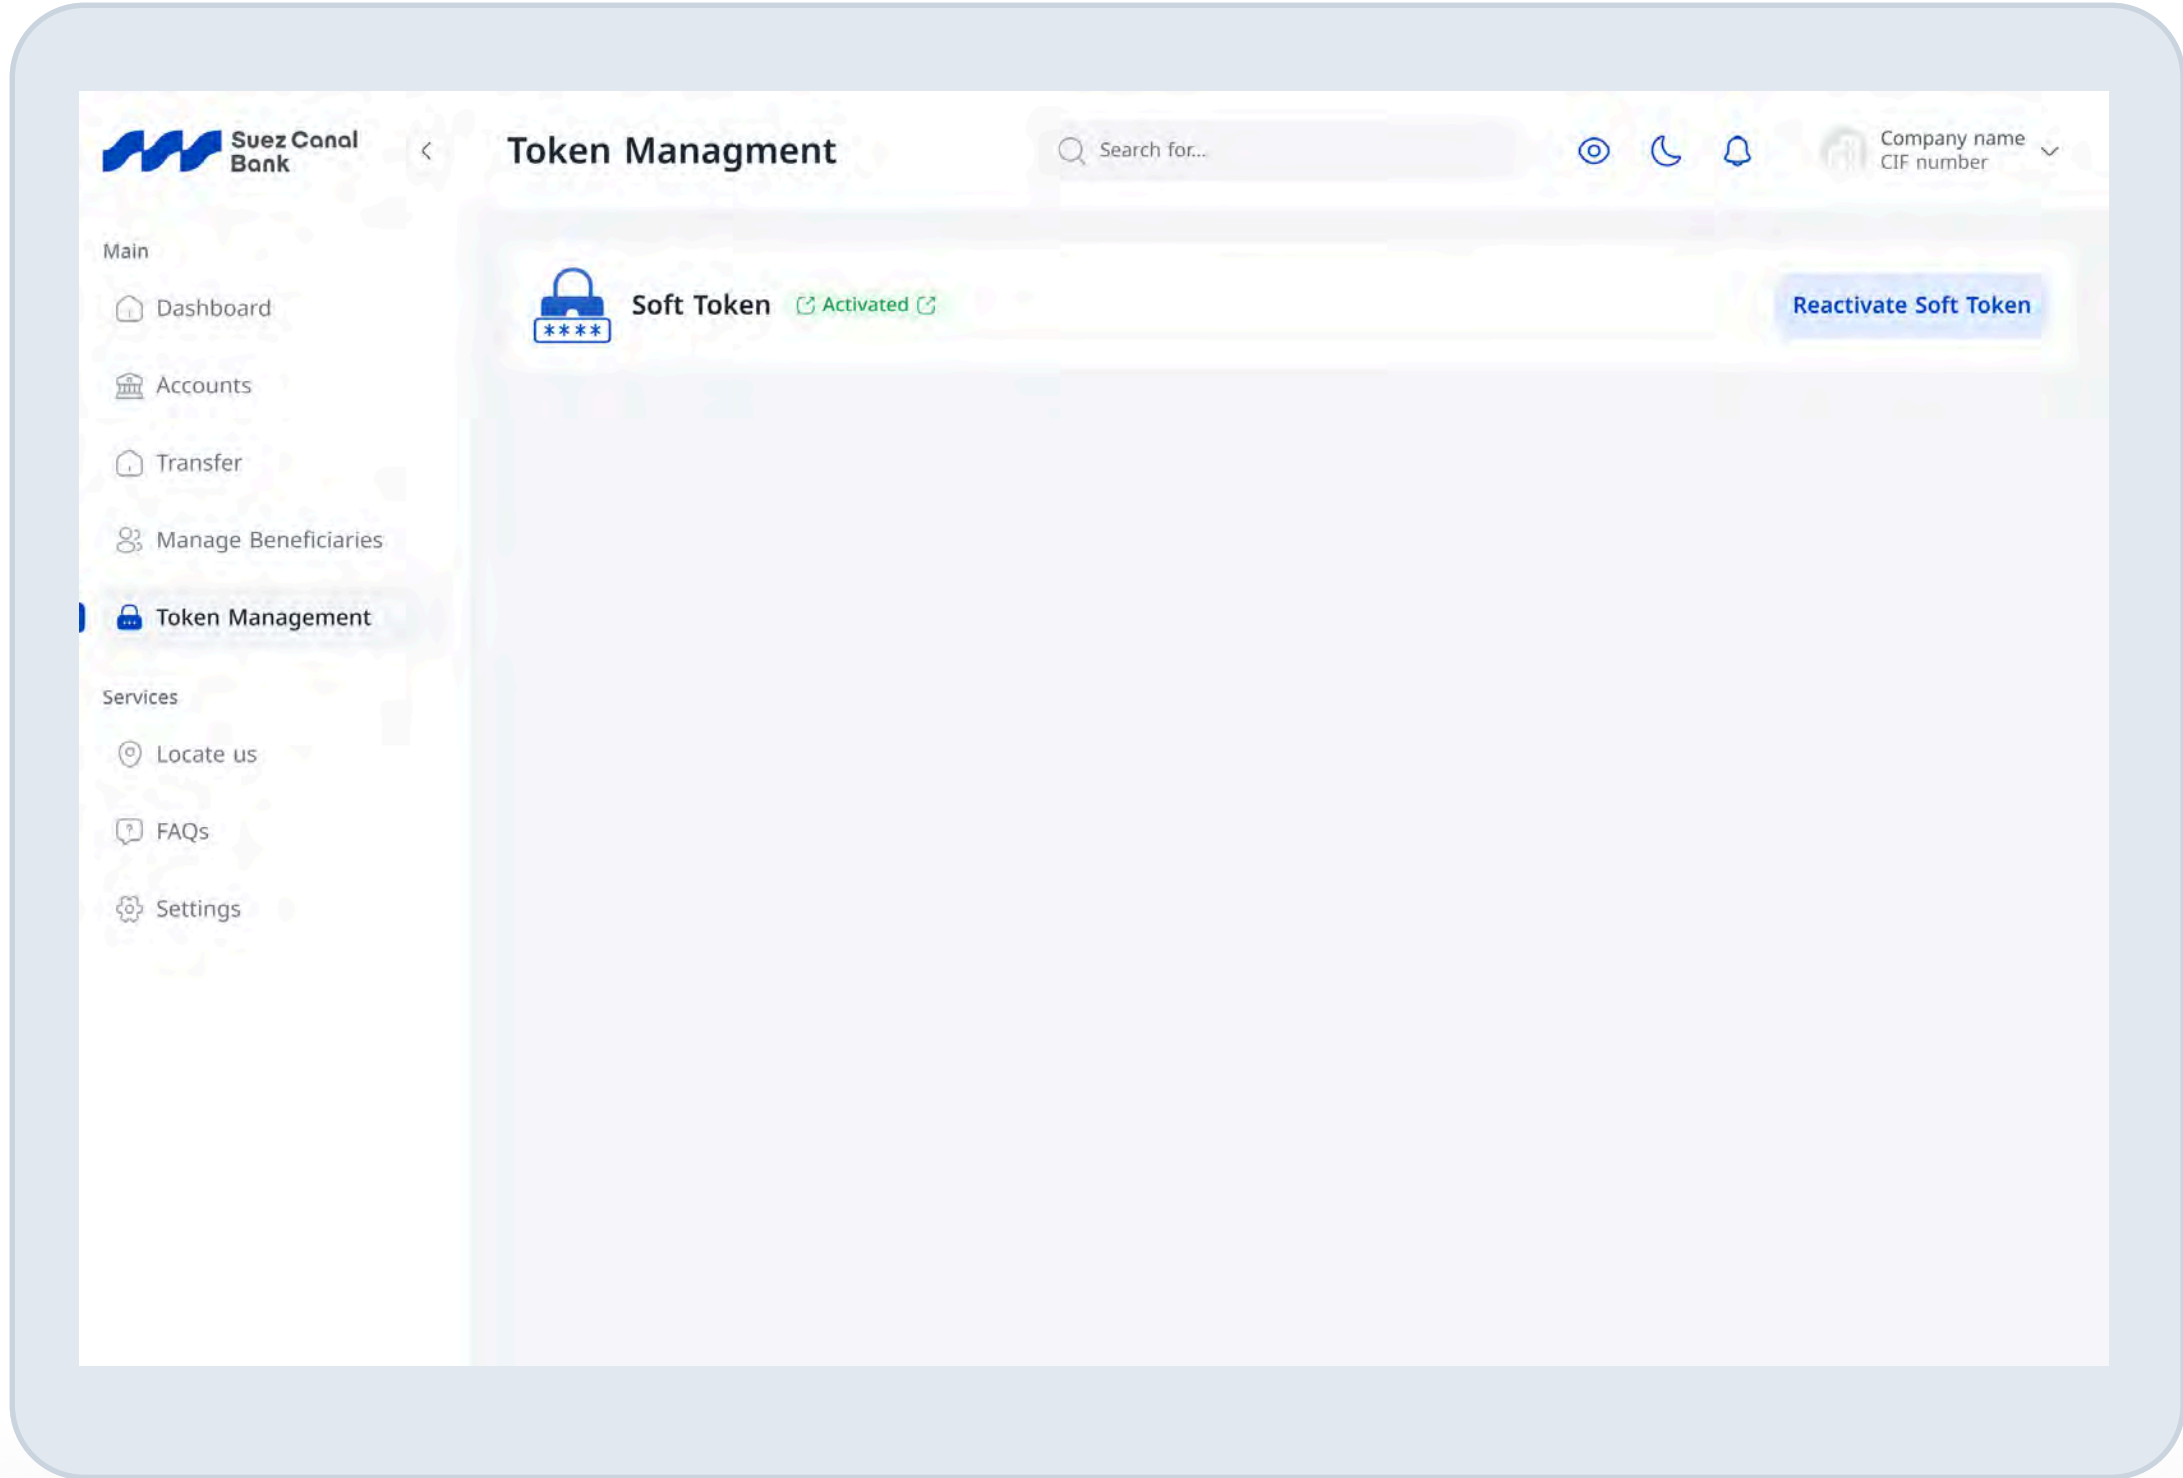 Suez Canal
Bank
Token Managment
Search for...
Company name
CIF number
Main
Dashboard
Accounts
Transfer
Manage Beneficiaries
Token Management
Services
Locate us
FAQs
Settings
****
Soft Token
Activated
Reactivate Soft Token